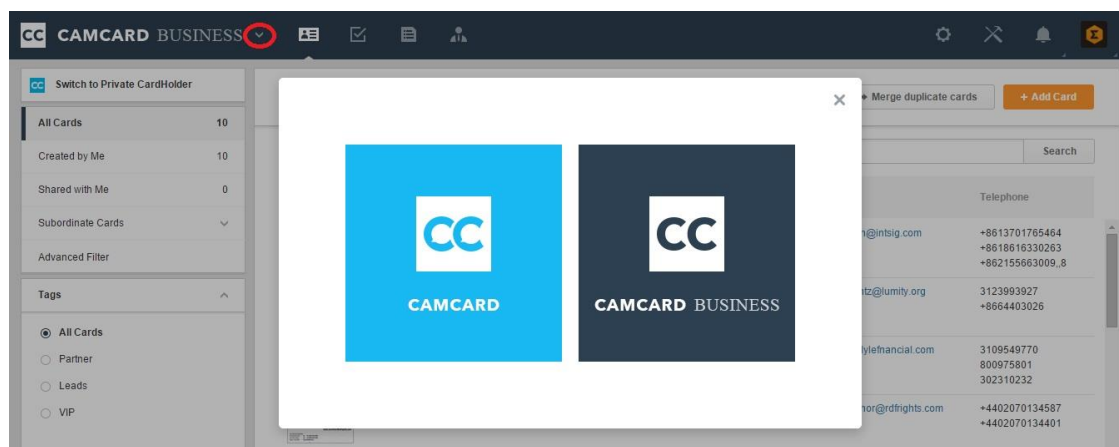 CC CAMCARD BUSINESS
CC Switch to Private CardHolder
All Cards 10
Created by Me 10
Shared with Me 0
Subordinate Cards
Advanced Filter
Tags
All Cards
Partner
Leads
VIP
CC
CAMCARD
CC
CAMCARD BUSINESS
Merge duplicate cards
+ Add Card
Search
Telephone
n@intsig.com
+8613701765464
+8618616330263
+862155663009,,8
ntz@lumity.org
3123993927
+8664403026
lylefnancial.com
3109549770
800975801
302310232
nor@rdfrights.com
+4402070134587
+4402070134401